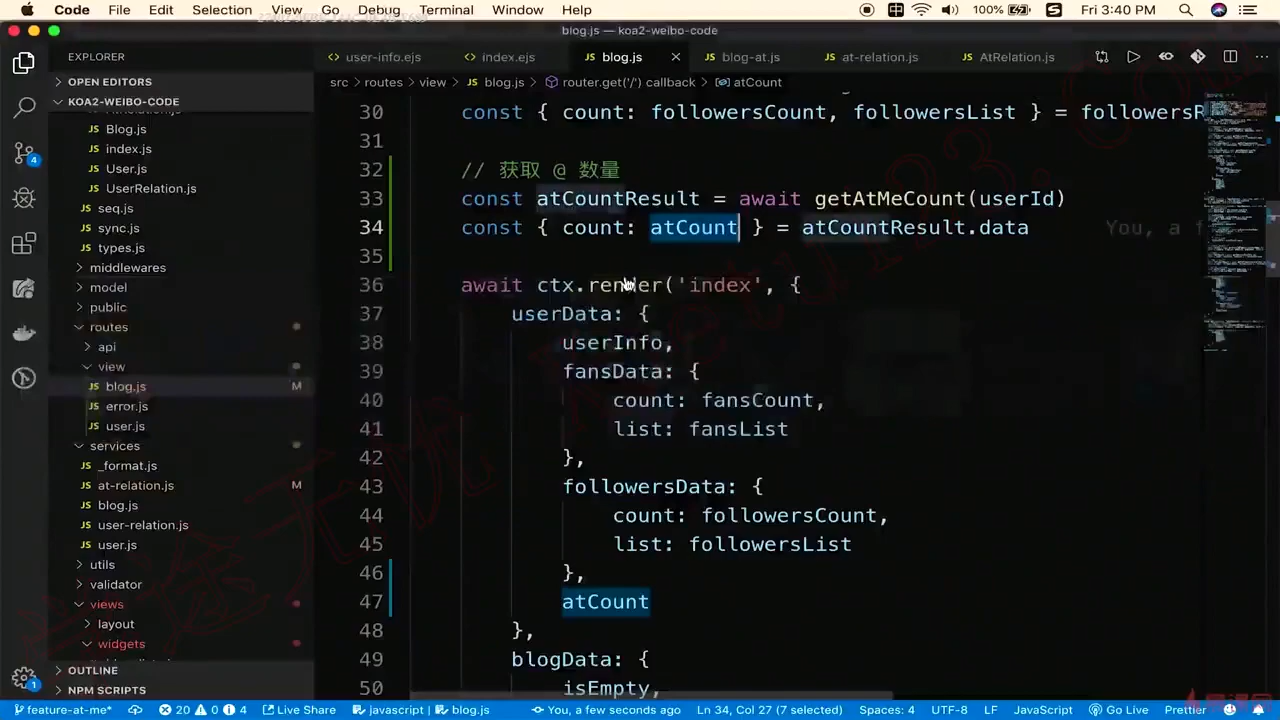 Code File Edit Selection View Go Debug Terminal Window Help 100% Fri 3:40 PM
blog.js — koa2-weibo-code
EXPLORER
user-info.ejs index.ejs blog.js blog-at.js at-relation.js AtRelation.js
OPEN EDITORS
src › routes › view › blog.js › router.get('/') callback › atCount
KOA2-WEIBO-CODE
Blog.js
index.js
User.js
UserRelation.js
seq.js
sync.js
types.js
middlewares
model
public
routes
api
view
blog.js M
error.js
user.js
services
_format.js
at-relation.js M
blog.js
user-relation.js
user.js
utils
validator
views
layout
widgets
OUTLINE
NPM SCRIPTS
30 const { count: followersCount, followersList } = followersR
31
32 // 获取 @ 数量
33 const atCountResult = await getAtMeCount(userId)
34 const { count: atCount } = atCountResult.data You, a f
35
36 await ctx.render('index', {
37 userData: {
38 userInfo,
39 fansData: {
40 count: fansCount,
41 list: fansList
42 },
43 followersData: {
44 count: followersCount,
45 list: followersList
46 },
47 atCount
48 },
49 blogData: {
50 isEmpty,
feature-at-me* 20 0 4 Live Share javascript | blog.js You, a few seconds ago Ln 34, Col 27 (7 selected) Spaces: 4 UTF-8 LF JavaScript Go Live Prettier